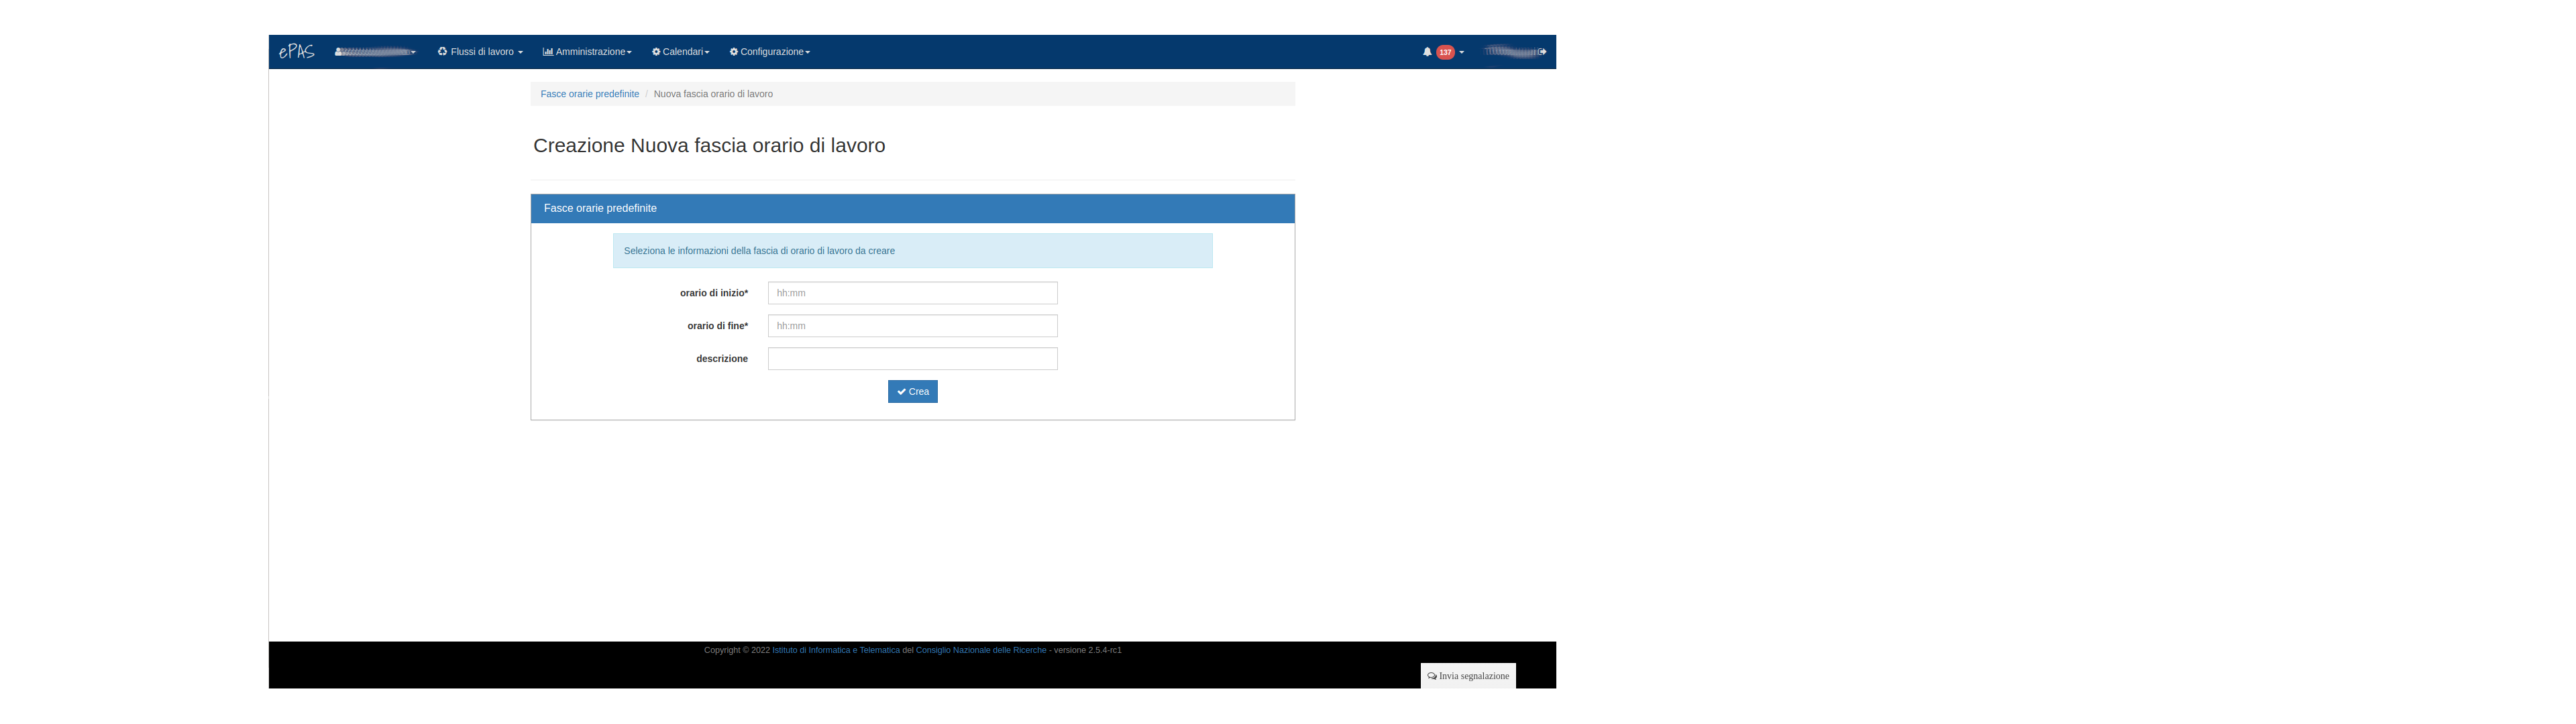 ePAS Flussi di lavoro Amministrazione Calendari Configurazione 137
Fasce orarie predefinite / Nuova fascia orario di lavoro
Creazione Nuova fascia orario di lavoro
Fasce orarie predefinite
Seleziona le informazioni della fascia di orario di lavoro da creare
orario di inizio* hh:mm
orario di fine* hh:mm
descrizione
Crea
Copyright © 2022 Istituto di Informatica e Telematica del Consiglio Nazionale delle Ricerche - versione 2.5.4-rc1
Invia segnalazione